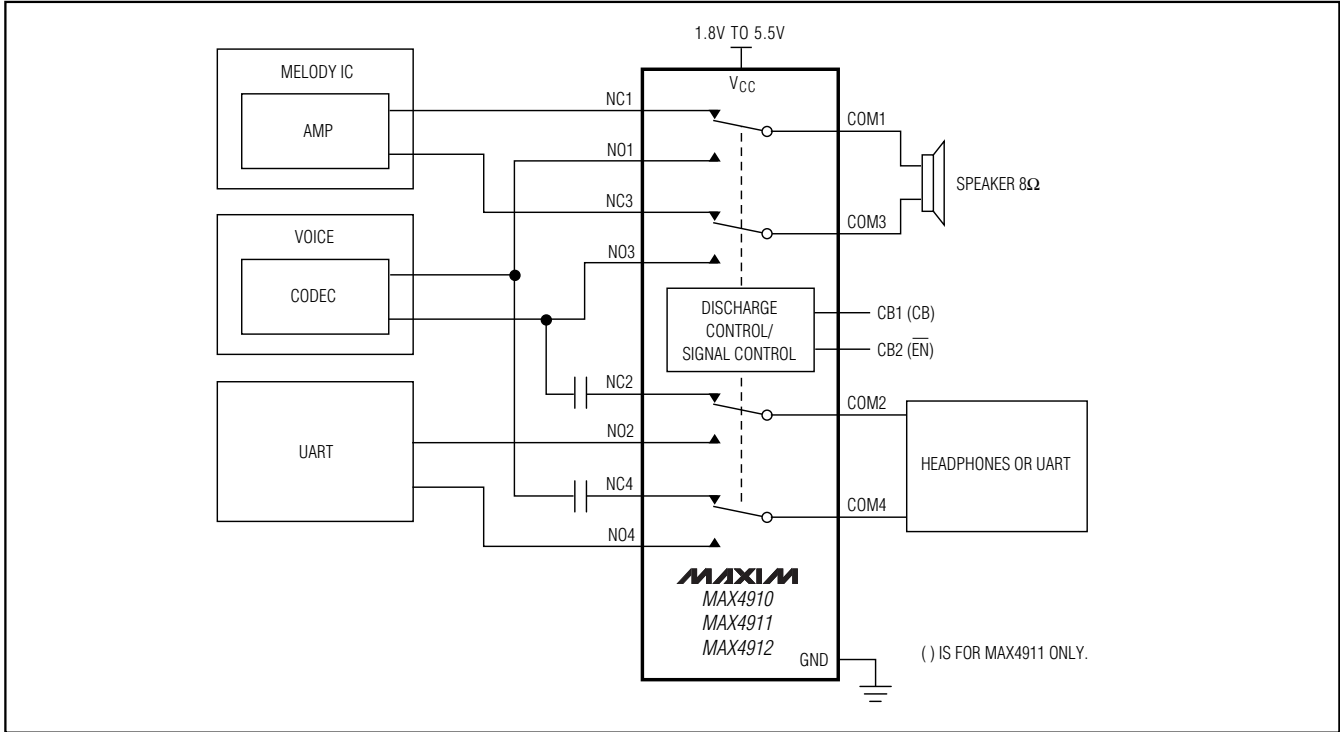 1.8V TO 5.5V
MELODY IC
AMP
VOICE
CODEC
UART
VCC
NC1
NO1
NC3
NO3
NC2
NO2
NC4
NO4
COM1
COM3
SPEAKER 8Ω
DISCHARGE
CONTROL/
SIGNAL CONTROL
CB1 (CB)
CB2 (E̅N̅)
COM2
COM4
HEADPHONES OR UART
MAXIM
MAX4910
MAX4911
MAX4912
GND
( ) IS FOR MAX4911 ONLY.